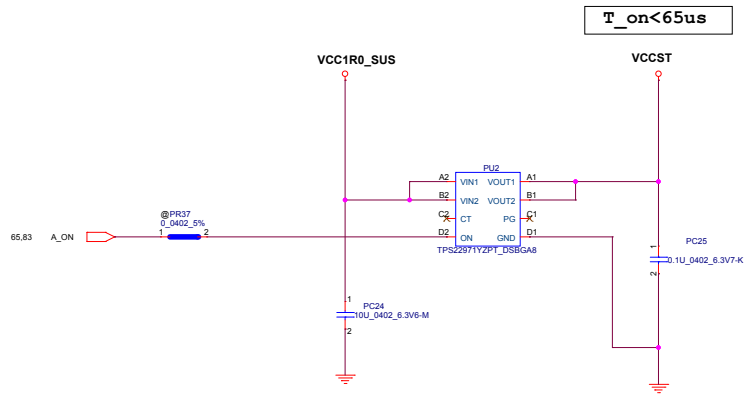 T_on<65us
VCC1R0_SUS
VCCST
PU2
A2 VIN1 VOUT1 A1
B2 VIN2 VOUT2 B1
C2 CT PG C1
D2 ON GND D1
TPS22971YZPT_DSBGA8
@PR37
0_0402_5%
1 2
65,83 A_ON
1
PC25
0.1U_0402_6.3V7-K
2
1
PC24
10U_0402_6.3V6-M
2